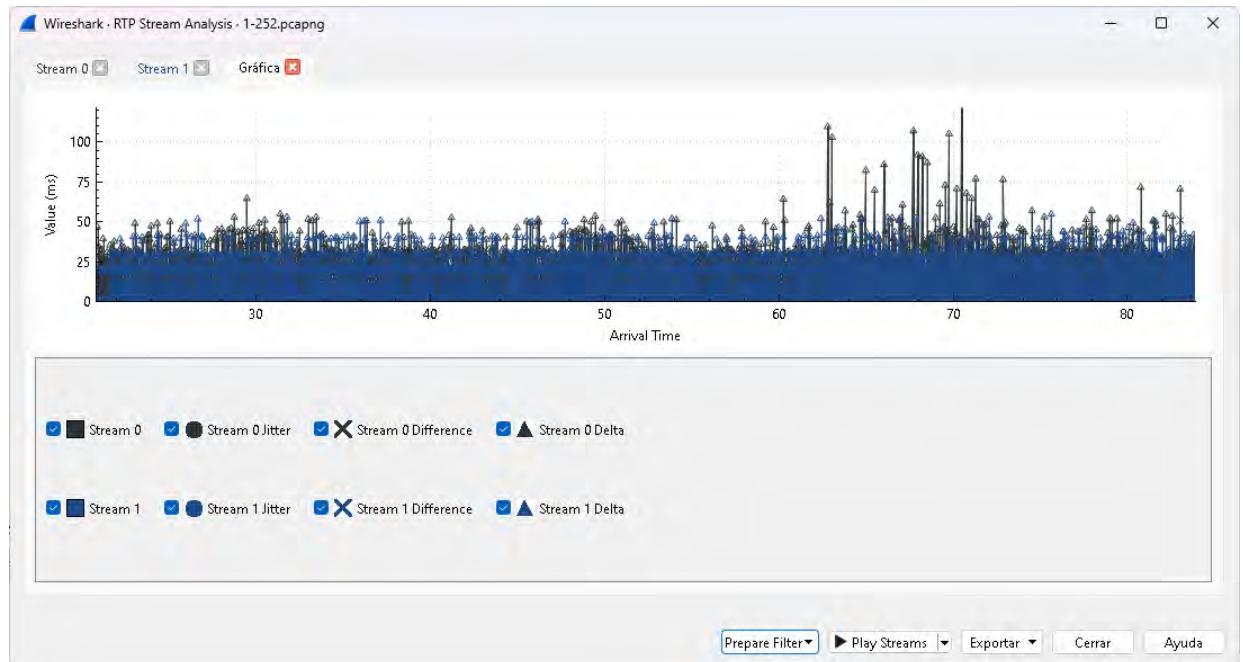 Wireshark · RTP Stream Analysis · 1-252.pcapng
Stream 0 Stream 1 Gráfica
100
75
50
25
0
Value (ms)
30 40 50 60 70 80
Arrival Time
Stream 0 Stream 0 Jitter Stream 0 Difference Stream 0 Delta
Stream 1 Stream 1 Jitter Stream 1 Difference Stream 1 Delta
Prepare Filter Play Streams Exportar Cerrar Ayuda